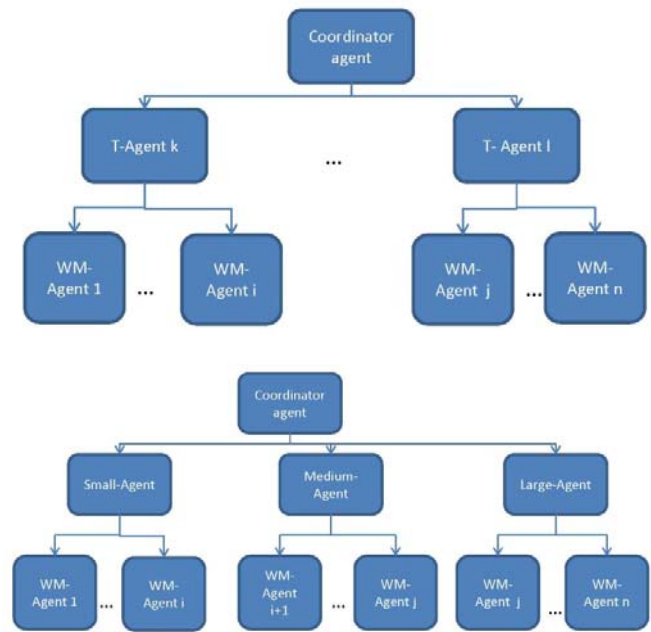 Coordinator
agent
T-Agent k
...
T- Agent l
WM-
Agent 1
...
WM-
Agent i
WM-
Agent j
...
WM-
Agent n
Coordinator
agent
Small-Agent
Medium-
Agent
Large-Agent
WM-
Agent 1
...
WM-
Agent i
WM-
Agent
i+1
...
WM-
Agent j
WM-
Agent j
...
WM-
Agent n